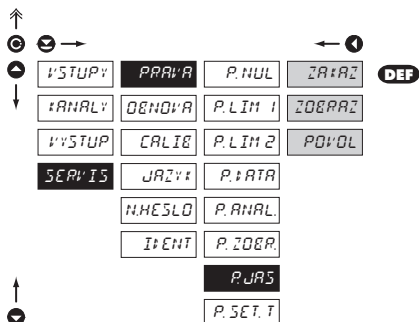 VSTUPY PRAVA P. NUL ZAKAZ DEF
KANALY OBNOVA P. LIM 1 ZOBRAZ
VYSTUP CALIB P. LIM 2 POVOL
SERVIS JAZYK P. DATA
N.HESLO P. ANAL.
IDENT P. ZOBR.
P. JAS
P. SET. T